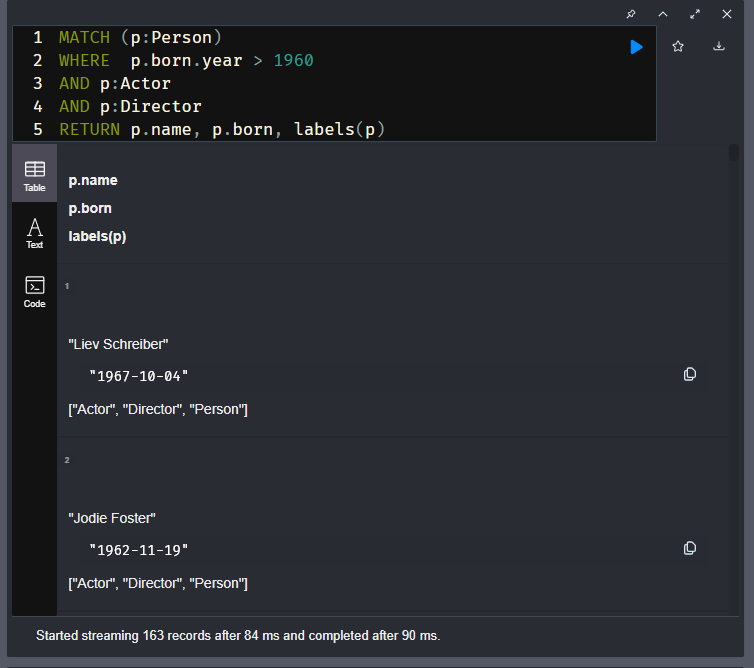 1 MATCH (p:Person)
2 WHERE  p.born.year > 1960
3 AND p:Actor
4 AND p:Director
5 RETURN p.name, p.born, labels(p)
Table
Text
Code
p.name
p.born
labels(p)
1
"Liev Schreiber"
"1967-10-04"
["Actor", "Director", "Person"]
2
"Jodie Foster"
"1962-11-19"
["Actor", "Director", "Person"]
Started streaming 163 records after 84 ms and completed after 90 ms.